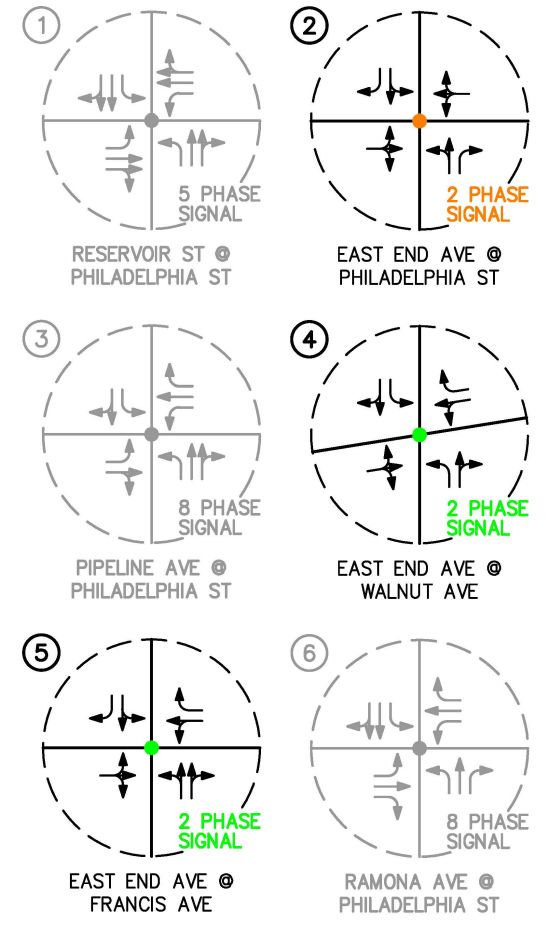 1
5 PHASE
SIGNAL
RESERVOIR ST @
PHILADELPHIA ST
2
2 PHASE
SIGNAL
EAST END AVE @
PHILADELPHIA ST
3
8 PHASE
SIGNAL
PIPELINE AVE @
PHILADELPHIA ST
4
2 PHASE
SIGNAL
EAST END AVE @
WALNUT AVE
5
2 PHASE
SIGNAL
EAST END AVE @
FRANCIS AVE
6
8 PHASE
SIGNAL
RAMONA AVE @
PHILADELPHIA ST